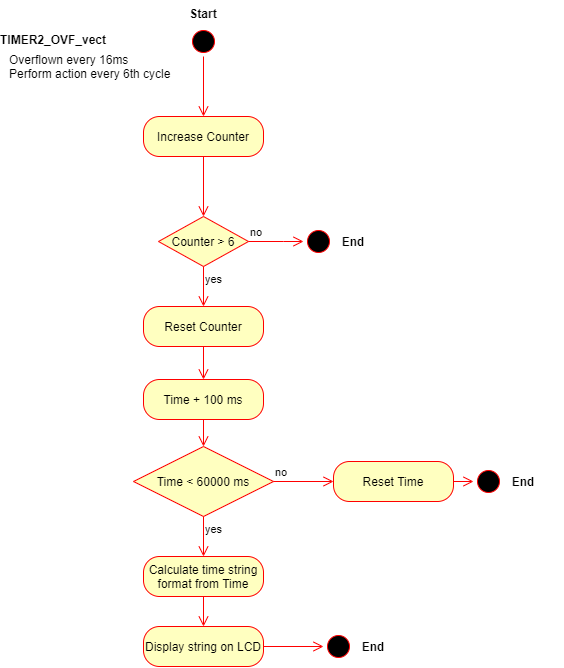 Start
TIMER2_OVF_vect
Overflown every 16ms
Perform action every 6th cycle
Increase Counter
Counter > 6
no
End
yes
Reset Counter
Time + 100 ms
Time < 60000 ms
no
Reset Time
End
yes
Calculate time string
format from Time
Display string on LCD
End